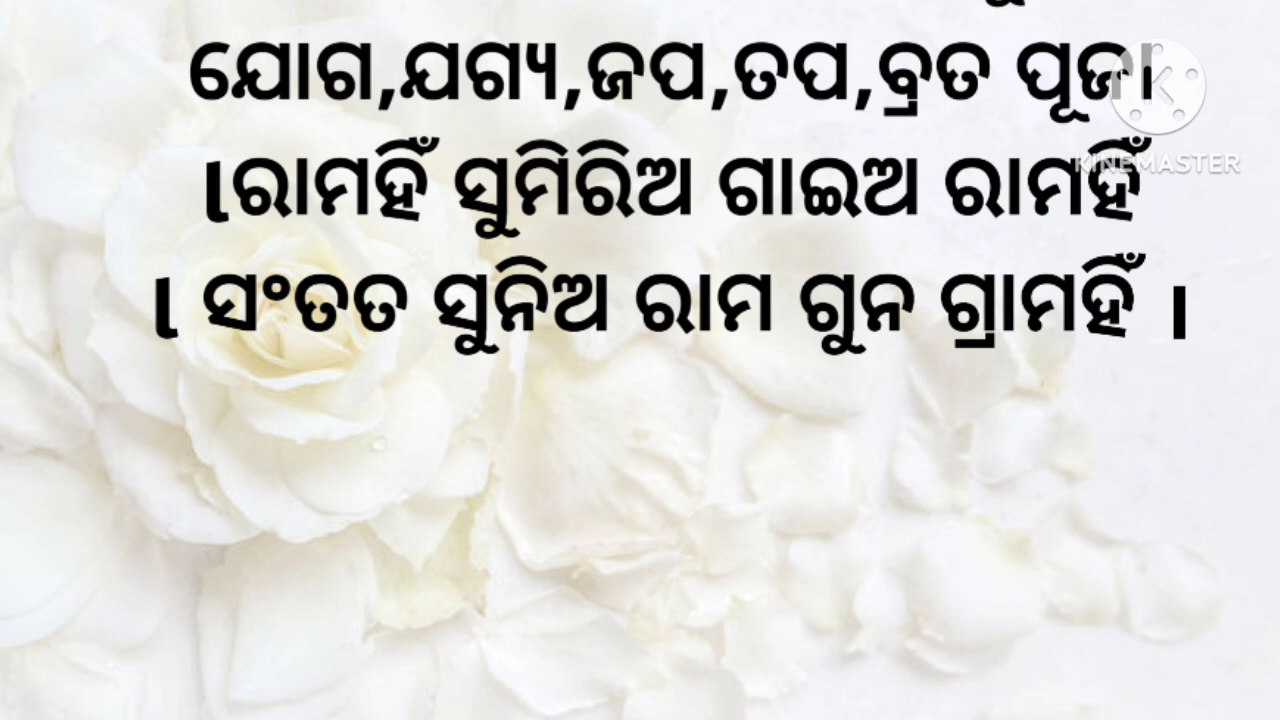 ଯୋଗ,ଯଗ୍ୟ,ଜପ,ତପ,ବ୍ରତ ପୂଜା
।ରାମହିଁ ସୁମିରିଅ ଗାଇଅ ରାମହିଁ
। ସଂତତ ସୁନିଅ ରାମ ଗୁନ ଗ୍ରାମହିଁ ।
KINEMASTER